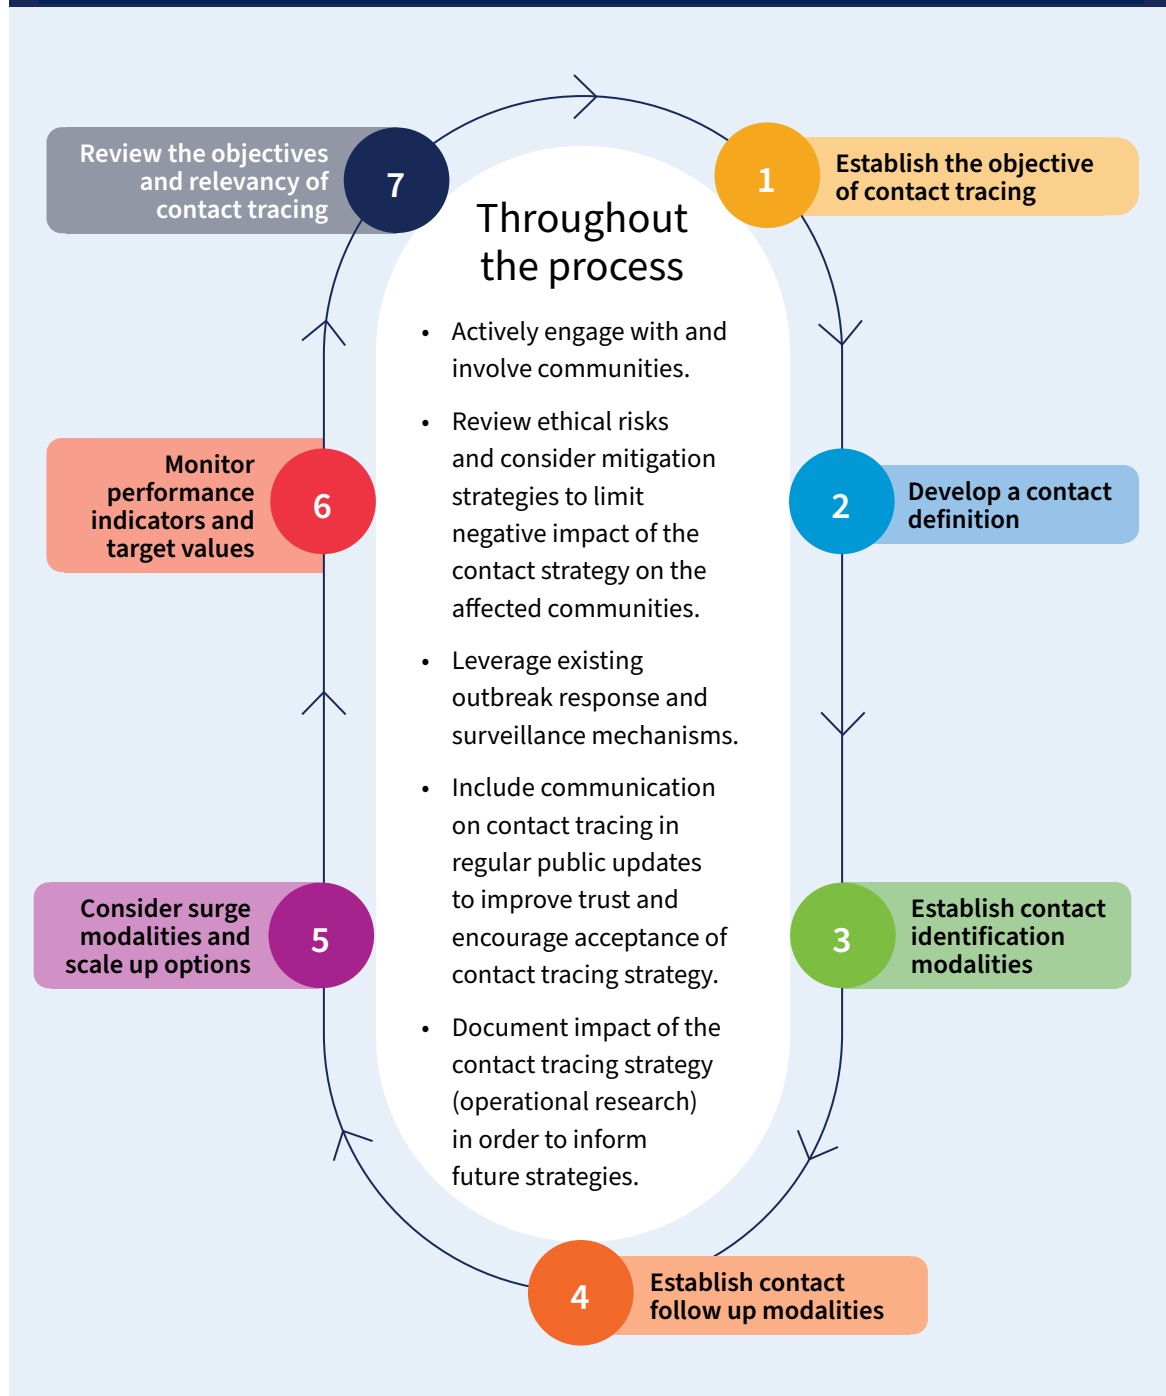 Throughout
the process
• Actively engage with and
involve communities.
• Review ethical risks
and consider mitigation
strategies to limit
negative impact of the
contact strategy on the
affected communities.
• Leverage existing
outbreak response and
surveillance mechanisms.
• Include communication
on contact tracing in
regular public updates
to improve trust and
encourage acceptance of
contact tracing strategy.
• Document impact of the
contact tracing strategy
(operational research)
in order to inform
future strategies.
1
Establish the objective
of contact tracing
2
Develop a contact
definition
3
Establish contact
identification
modalities
4
Establish contact
follow up modalities
5
Consider surge
modalities and
scale up options
6
Monitor
performance
indicators and
target values
7
Review the objectives
and relevancy of
contact tracing